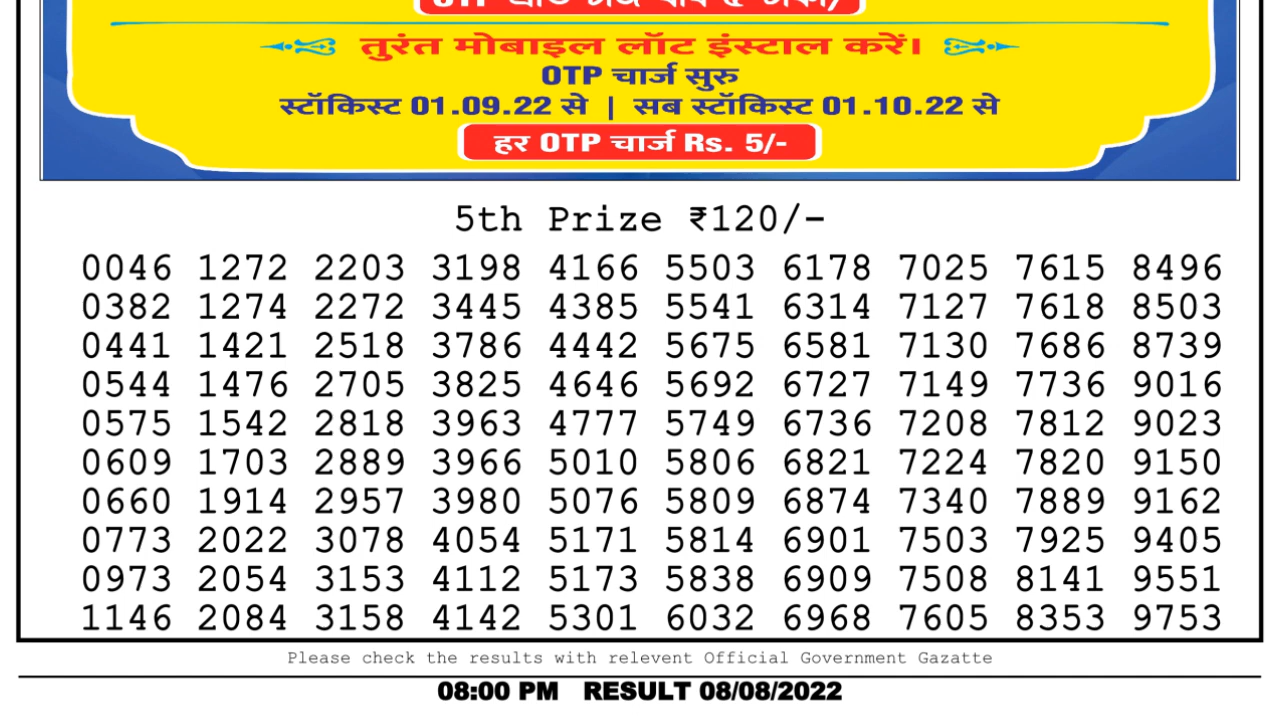 तुरंत मोबाइल लॉट इंस्टाल करें।
OTP चार्ज सुरु
स्टॉकिस्ट 01.09.22 से | सब स्टॉकिस्ट 01.10.22 से
हर OTP चार्ज Rs. 5/-
5th Prize ₹120/-
0046 1272 2203 3198 4166 5503 6178 7025 7615 8496
0382 1274 2272 3445 4385 5541 6314 7127 7618 8503
0441 1421 2518 3786 4442 5675 6581 7130 7686 8739
0544 1476 2705 3825 4646 5692 6727 7149 7736 9016
0575 1542 2818 3963 4777 5749 6736 7208 7812 9023
0609 1703 2889 3966 5010 5806 6821 7224 7820 9150
0660 1914 2957 3980 5076 5809 6874 7340 7889 9162
0773 2022 3078 4054 5171 5814 6901 7503 7925 9405
0973 2054 3153 4112 5173 5838 6909 7508 8141 9551
1146 2084 3158 4142 5301 6032 6968 7605 8353 9753
Please check the results with relevent Official Government Gazatte
08:00 PM RESULT 08/08/2022